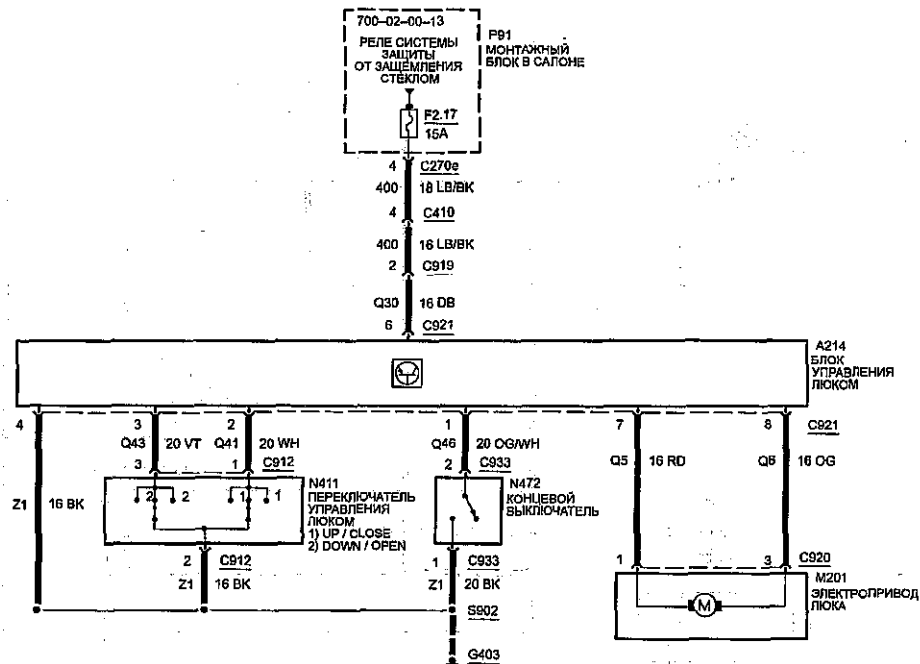 700-02-00-13
РЕЛЕ СИСТЕМЫ
ЗАЩИТЫ
ОТ ЗАЩЕМЛЕНИЯ
СТЕКЛОМ
P91
МОНТАЖНЫЙ
БЛОК В САЛОНЕ
F2.17
15A
4 C270e
400 18 LB/BK
4 C410
400 16 LB/BK
2 C919
Q30 16 DB
6 C921
A214
БЛОК
УПРАВЛЕНИЯ
ЛЮКОМ
4 3 2 1 7 8 C921
Q43 20 VT Q41 20 WH Q46 20 OG/WH Q5 16 RD Q6 16 OG
3 1 C912 2 C933
Z1 16 BK
2 2 1 1
N411
ПЕРЕКЛЮЧАТЕЛЬ
УПРАВЛЕНИЯ
ЛЮКОМ
1) UP / CLOSE
2) DOWN / OPEN
N472
КОНЦЕВОЙ
ВЫКЛЮЧАТЕЛЬ
2 C912 1 C933 1 3 C920
Z1 16 BK Z1 20 BK
M201
ЭЛЕКТРОПРИВОД
ЛЮКА
M
S902
G403